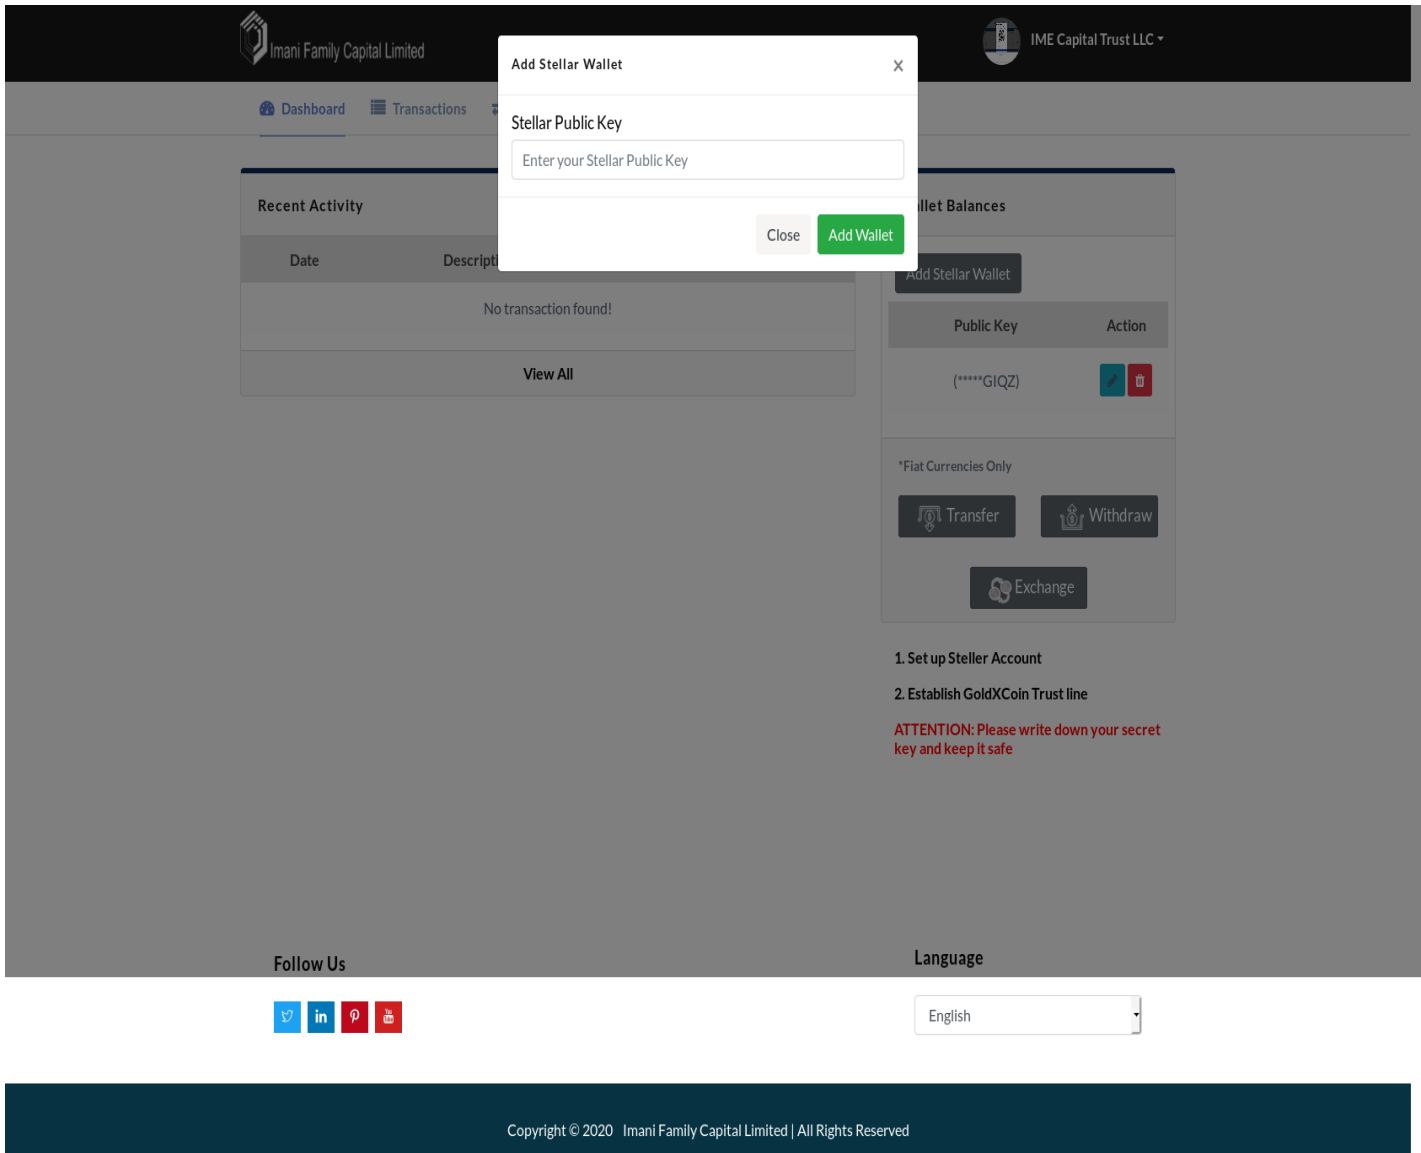 Imani Family Capital Limited
IME Capital Trust LLC
Add Stellar Wallet
x
Stellar Public Key
Enter your Stellar Public Key
Close
Add Wallet
Dashboard
Transactions
Recent Activity
Date
No transaction found!
View All
Balances
Add Stellar Wallet
Public Key
Action
(*****GIQZ)
*Fiat Currencies Only
Transfer
Withdraw
Exchange
1. Set up Steller Account
2. Establish GoldXCoin Trust line
ATTENTION: Please write down your secret
key and keep it safe
Follow Us
Language
in
You
Tube
English
Copyright © 2020 Imani Family Capital Limited | All Rights Reserved